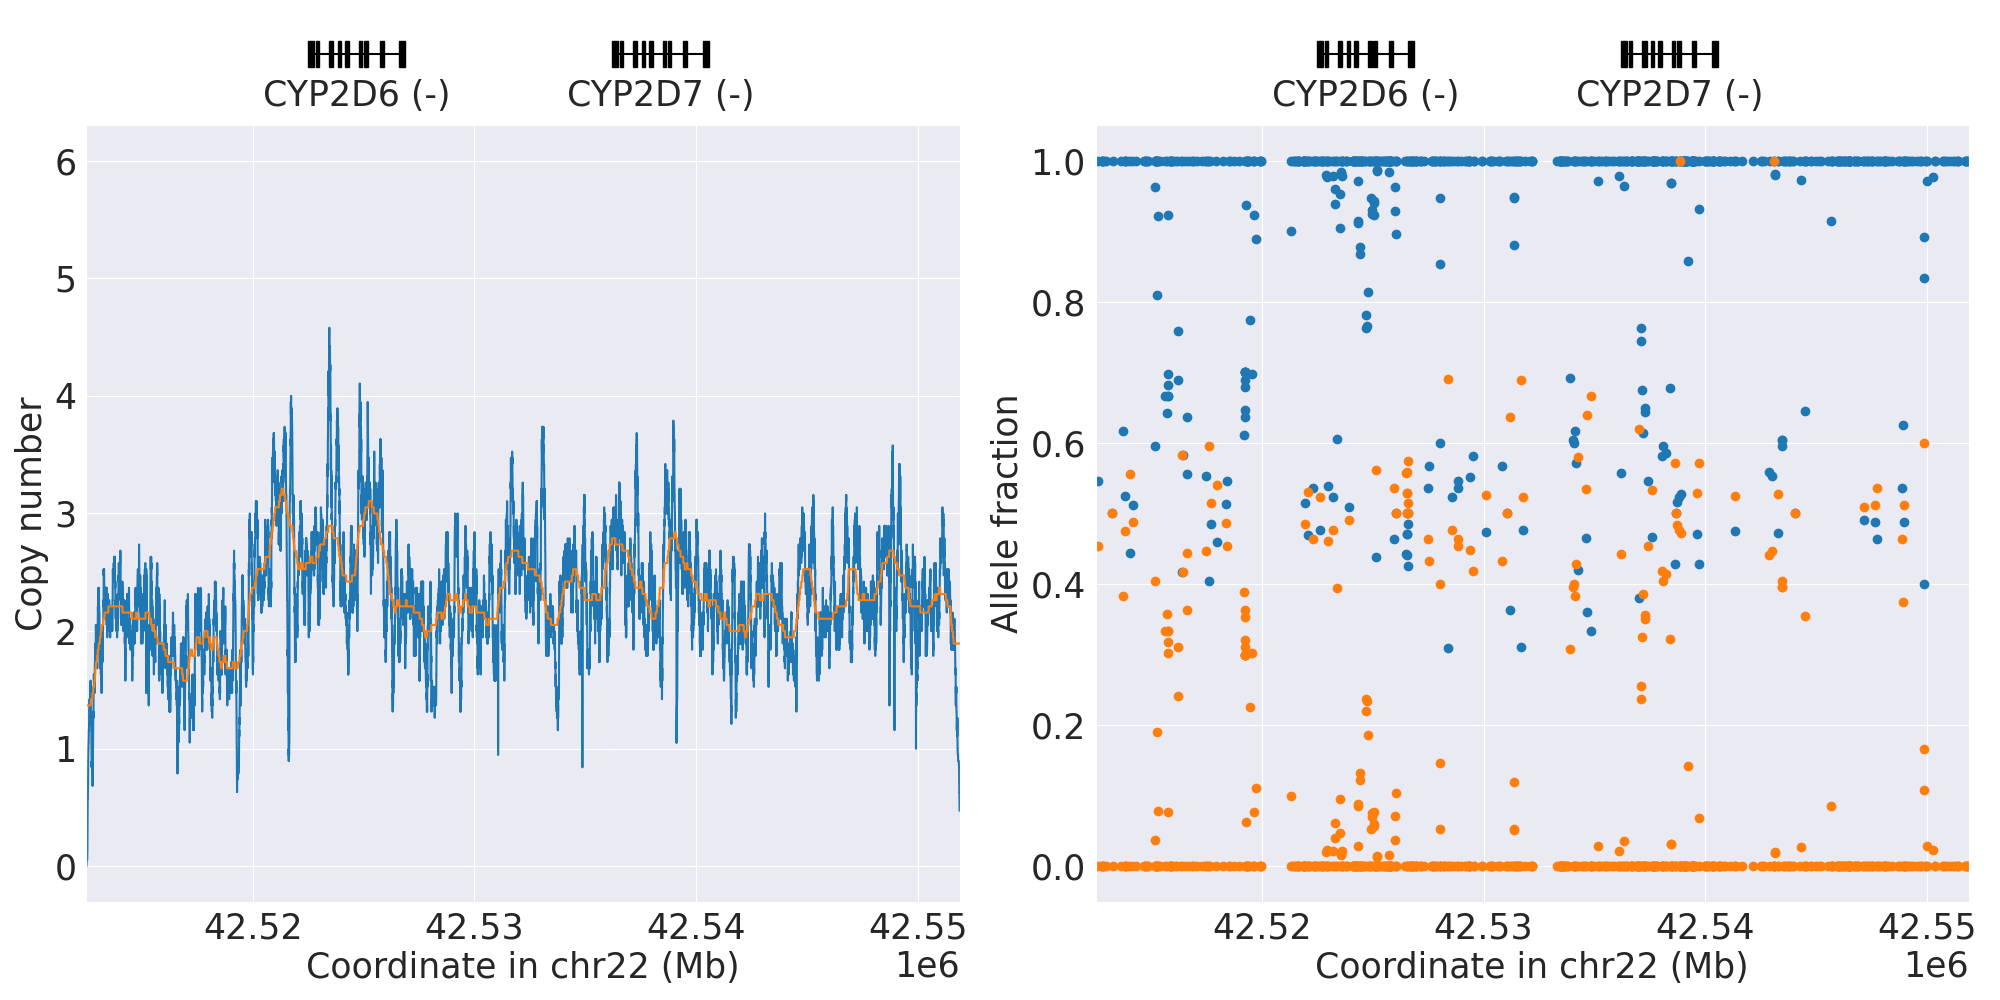 CYP2D6 (-) CYP2D7 (-)
6
5
4
3
2
1
0
Copy number
42.52 42.53 42.54 42.55
Coordinate in chr22 (Mb)
1e6
CYP2D6 (-) CYP2D7 (-)
1.0
0.8
0.6
0.4
0.2
0.0
Allele fraction
42.52 42.53 42.54 42.55
Coordinate in chr22 (Mb)
1e6